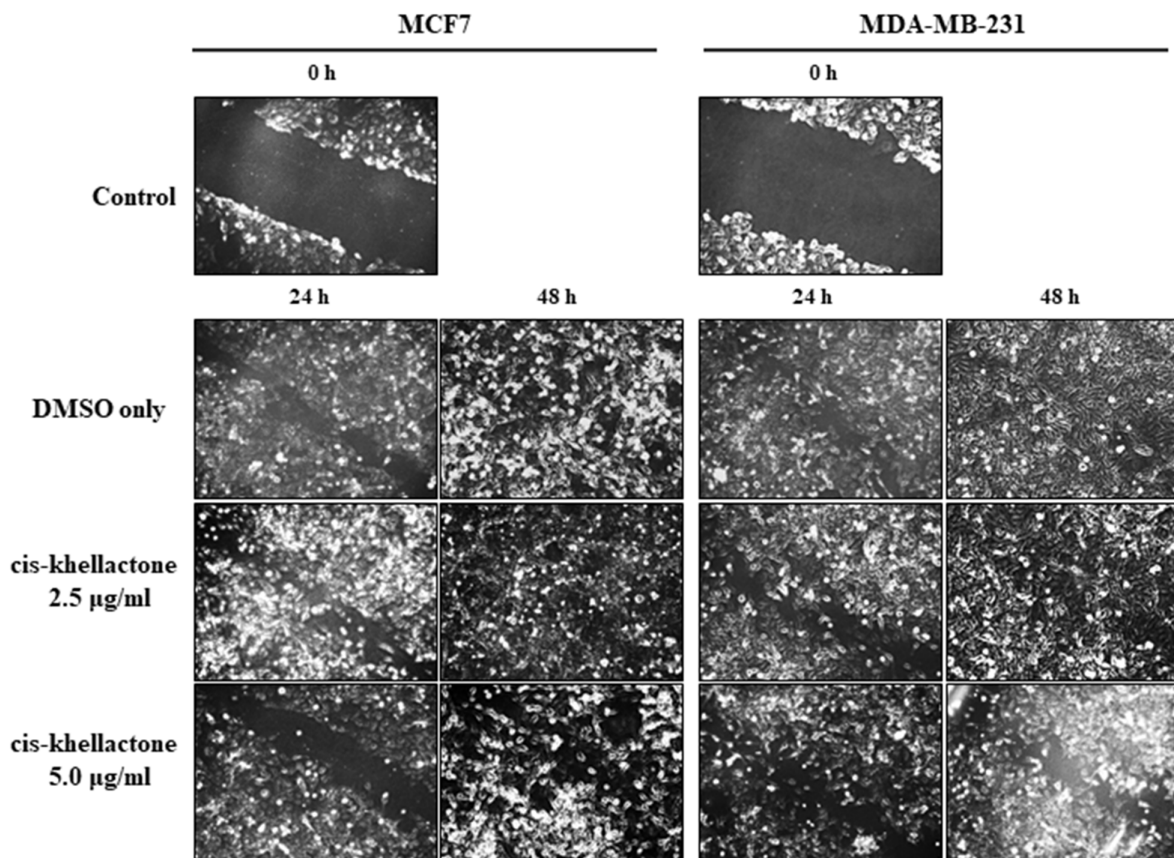 MCF7 MDA-MB-231
0 h 0 h
Control
24 h 48 h 24 h 48 h
DMSO only
cis-khellactone
2.5 µg/ml
cis-khellactone
5.0 µg/ml